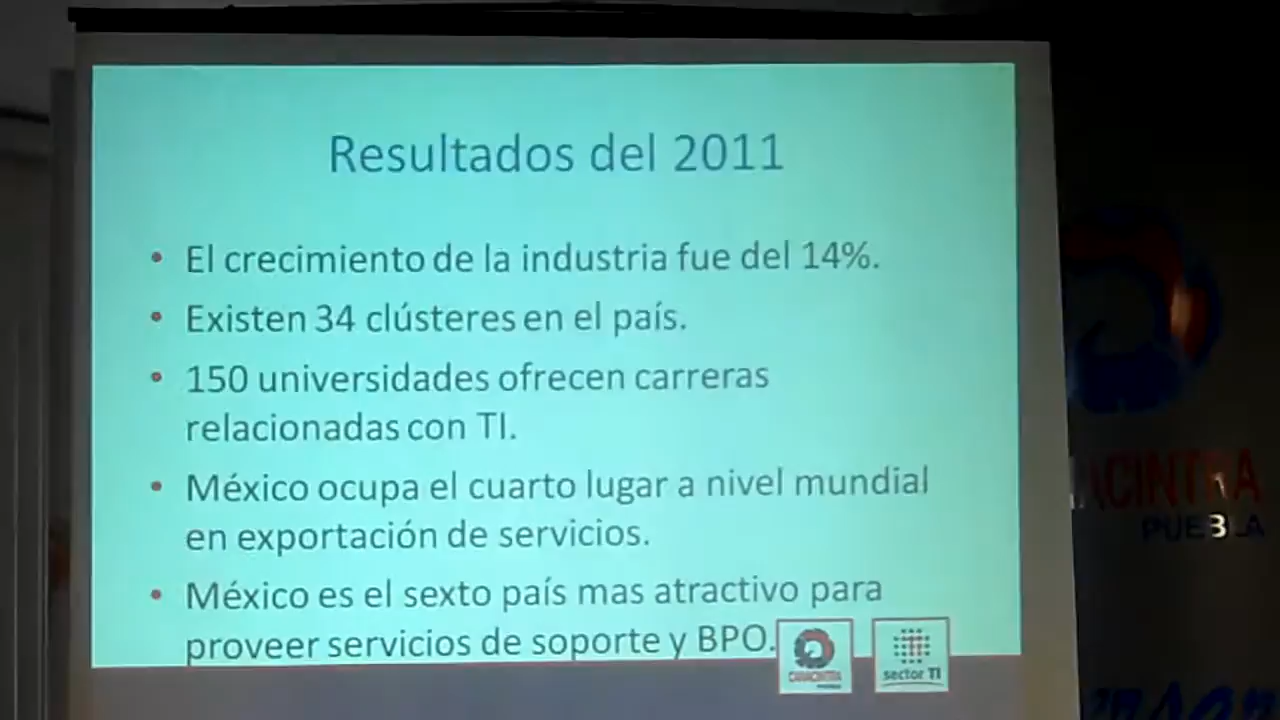 Resultados del 2011
• El crecimiento de la industria fue del 14%.
• Existen 34 clústeres en el país.
• 150 universidades ofrecen carreras
relacionadas con TI.
• México ocupa el cuarto lugar a nivel mundial
en exportación de servicios.
• México es el sexto país mas atractivo para
proveer servicios de soporte y BPO.
CANACINTRA
sector TI
ACINTRA
PUEBLA